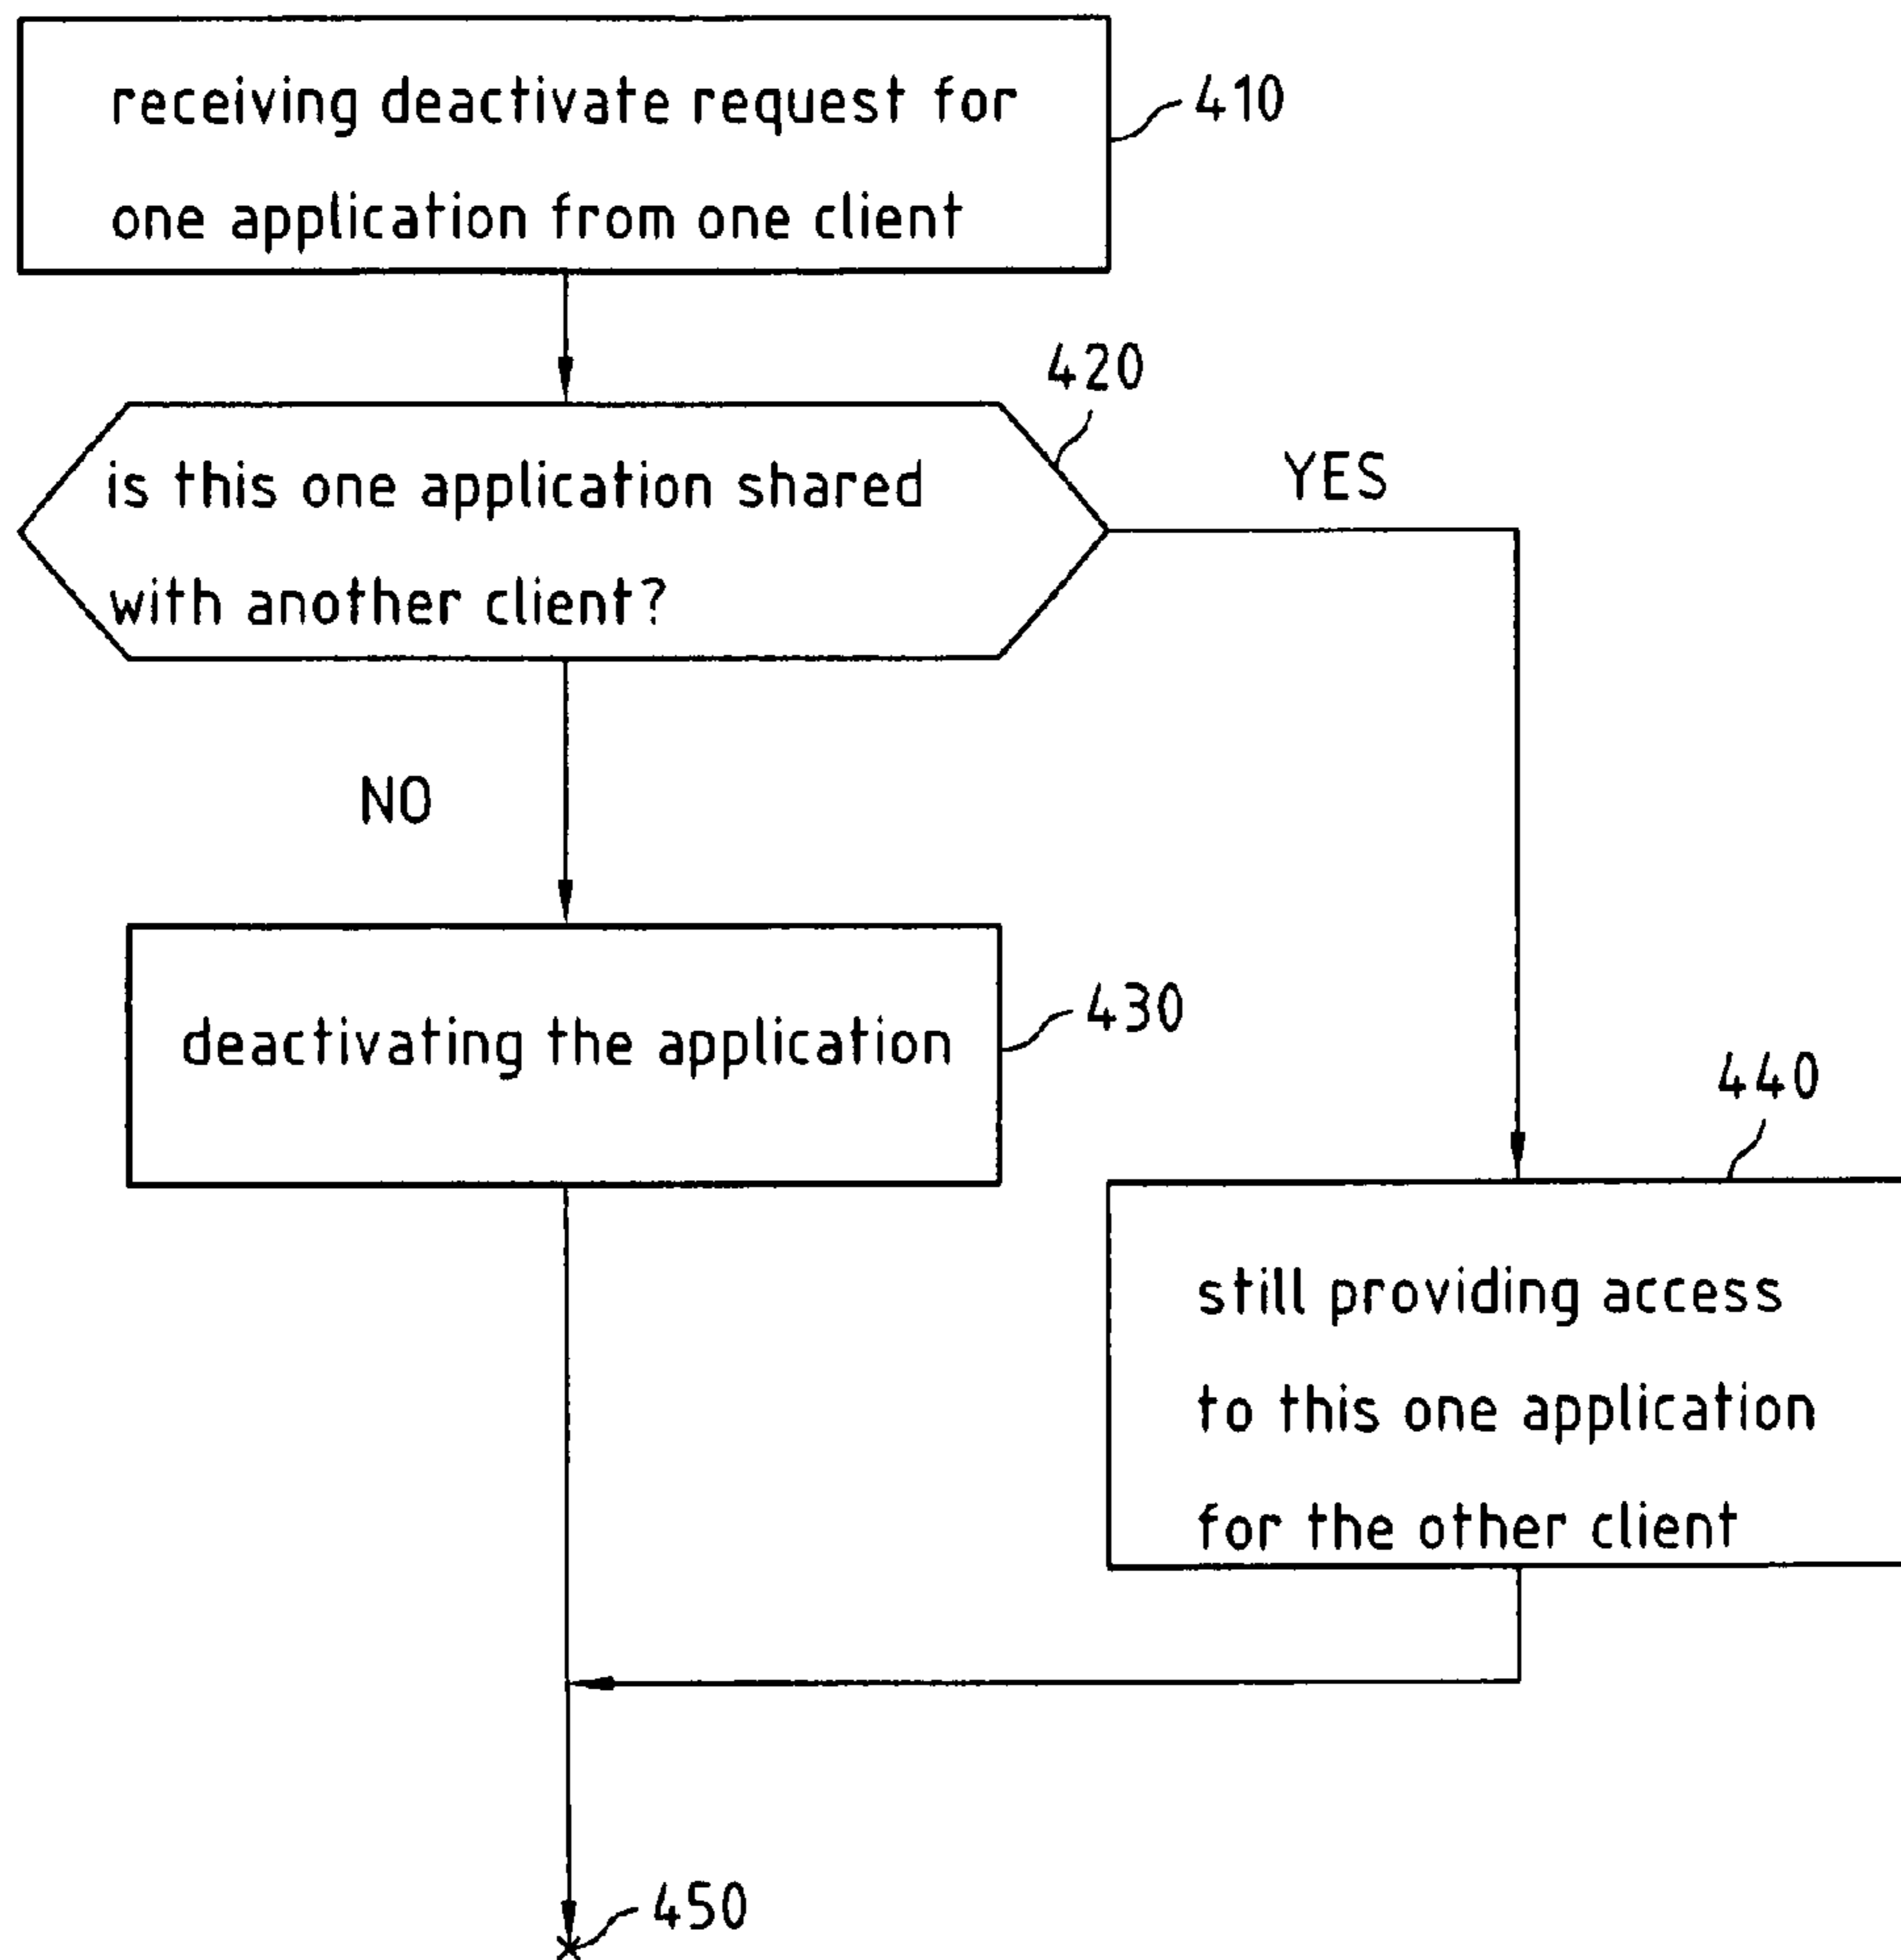 receiving deactivate request for
one application from one client
410
420
is this one application shared
with another client?
YES
NO
deactivating the application
430
440
still providing access
to this one application
for the other client
450